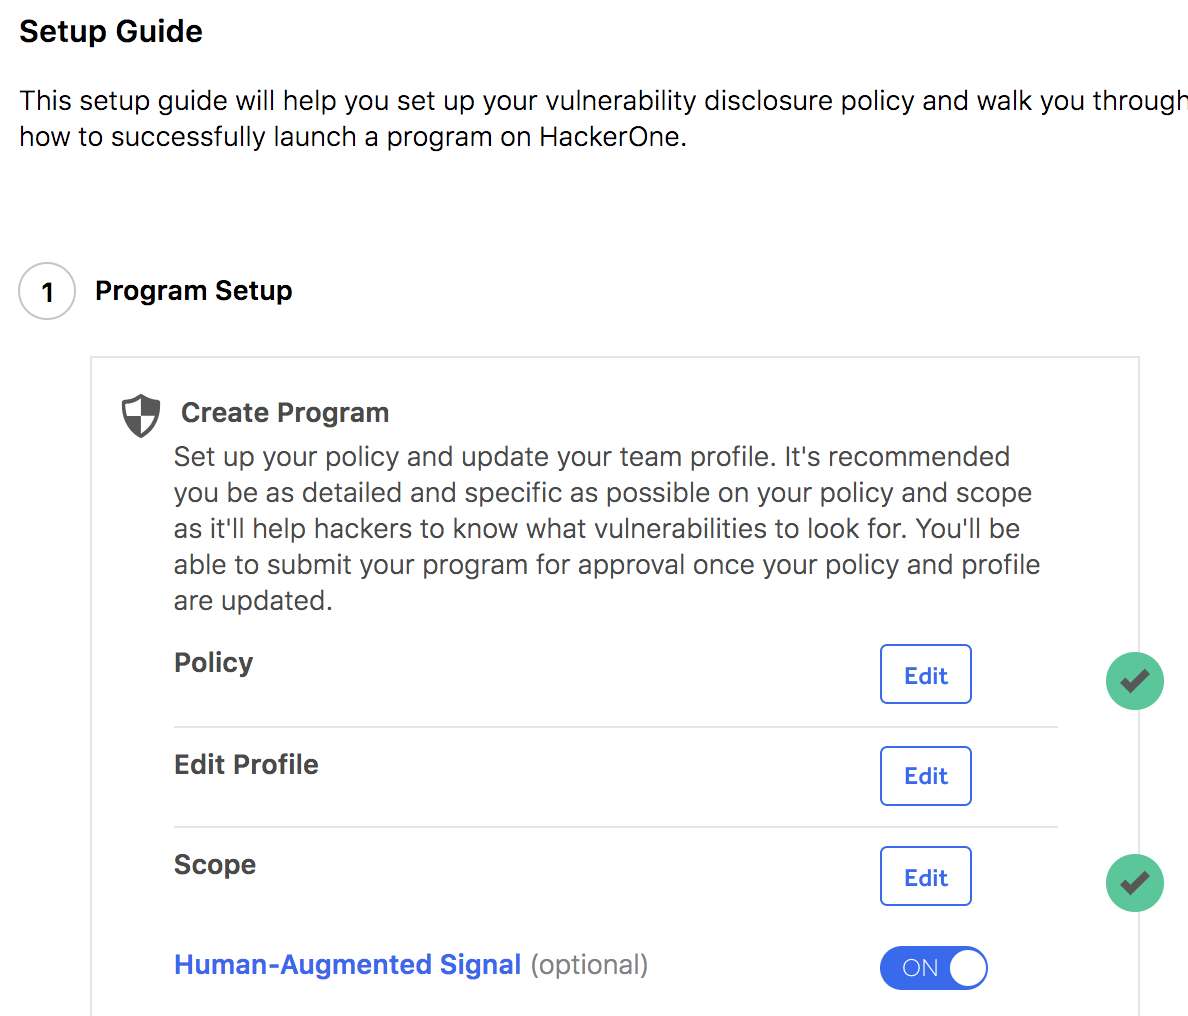 Setup Guide
This setup guide will help you set up your vulnerability disclosure policy and walk you through
how to successfully launch a program on HackerOne.
1 Program Setup
Create Program
Set up your policy and update your team profile. It's recommended
you be as detailed and specific as possible on your policy and scope
as it'll help hackers to know what vulnerabilities to look for. You'll be
able to submit your program for approval once your policy and profile
are updated.
Policy Edit
Edit Profile Edit
Scope Edit
Human-Augmented Signal (optional) ON